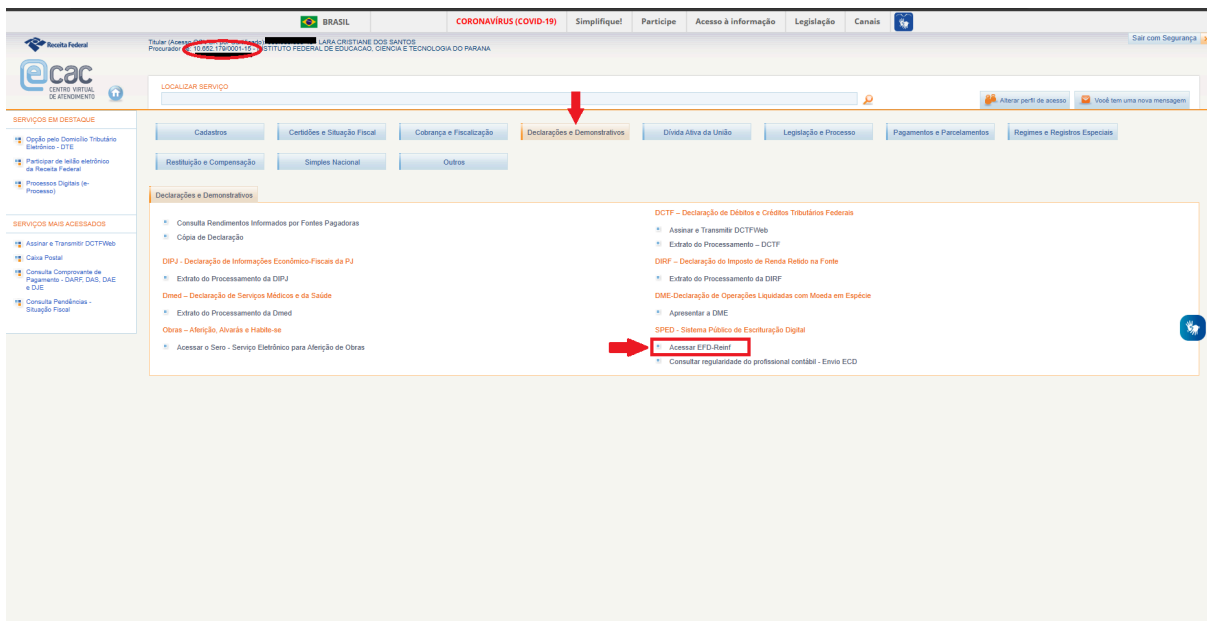 BRASIL
CORONAVÍRUS (COVID-19)
Simplifique!
Participe
Acesso à informação
Legislação
Canais
Receita Federal
Titular (Acesso
LARA CRISTIANE DOS SANTOS
Procurador
10.652.179/0001-15 -
TITUTO FEDERAL DE EDUCACAO, CIENCIA E TECNOLOGIA DO PARANA
Sair com Segurança
ecac
CENTRO VIRTUAL
DE ATENDIMENTO
LOCALIZAR SERVIÇO
Alterar perfil de acesso
Você tem uma nova mensagem
SERVIÇOS EM DESTAQUE
Opção pelo Domicílio Tributário
Eletrônico - DTE
Participar de leilão eletrônico
da Receita Federal
Processos Digitais (e-
Processo)
SERVIÇOS MAIS ACESSADOS
Assinar e Transmitir DCTFWeb
Caixa Postal
Consulta Comprovante de
Pagamento - DARF, DAS, DAE
e DJE
Consulta Pendências -
Situação Fiscal
Cadastros
Certidões e Situação Fiscal
Cobrança e Fiscalização
Declarações e Demonstrativos
Dívida Ativa da União
Legislação e Processo
Pagamentos e Parcelamentos
Regimes e Registros Especiais
Restituição e Compensação
Simples Nacional
Outros
Declarações e Demonstrativos
Consulta Rendimentos Informados por Fontes Pagadoras
Cópia de Declaração
DIPJ - Declaração de Informações Econômico-Fiscais da PJ
Extrato do Processamento da DIPJ
Dmed – Declaração de Serviços Médicos e da Saúde
Extrato do Processamento da Dmed
Obras – Aferição, Alvarás e Habite-se
Acessar o Sero - Serviço Eletrônico para Aferição de Obras
DCTF – Declaração de Débitos e Créditos Tributários Federais
Assinar e Transmitir DCTFWeb
Extrato do Processamento – DCTF
DIRF – Declaração do Imposto de Renda Retido na Fonte
Extrato do Processamento da DIRF
DME-Declaração de Operações Liquidadas com Moeda em Espécie
Apresentar a DME
SPED - Sistema Público de Escrituração Digital
Acessar EFD-Reinf
Consultar regularidade do profissional contábil - Envio ECD